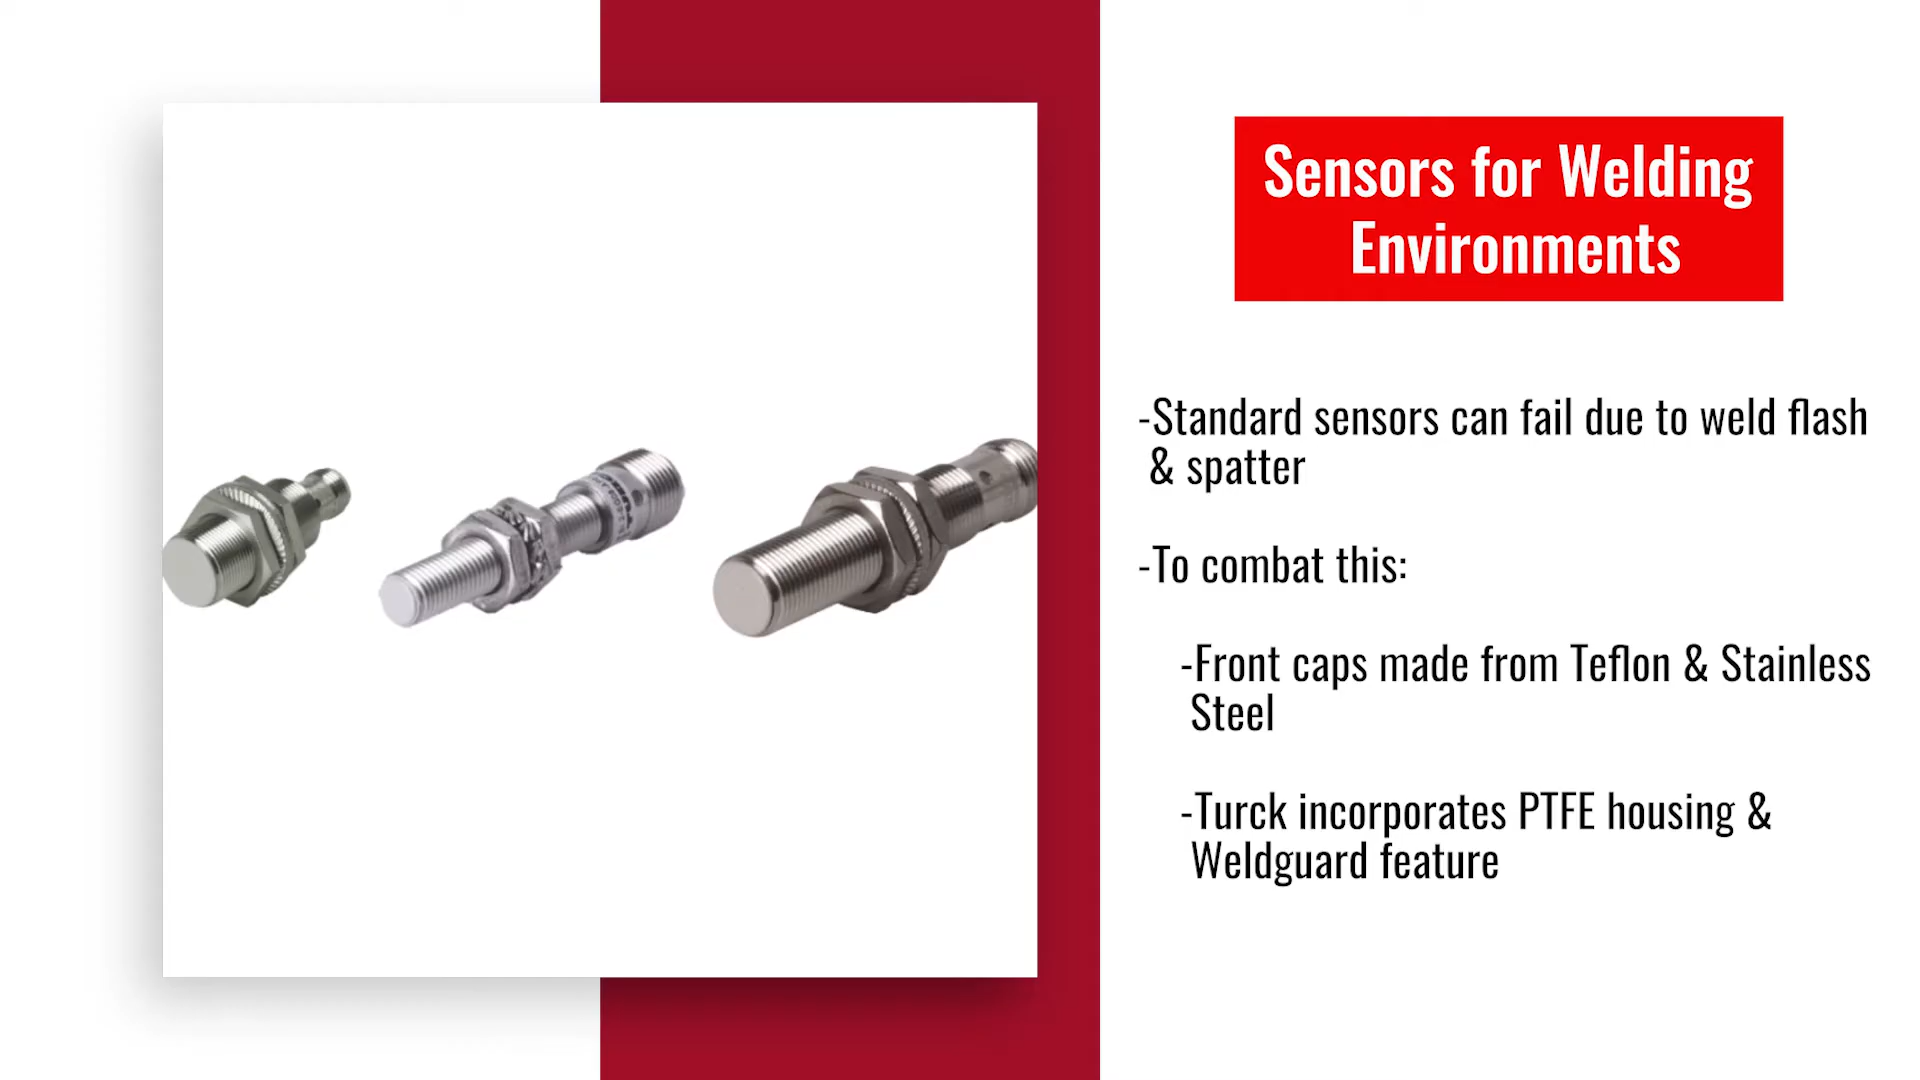 Sensors for Welding
Environments
-Standard sensors can fail due to weld flash
& spatter
-To combat this:
-Front caps made from Teflon & Stainless
Steel
-Turck incorporates PTFE housing &
Weldguard feature